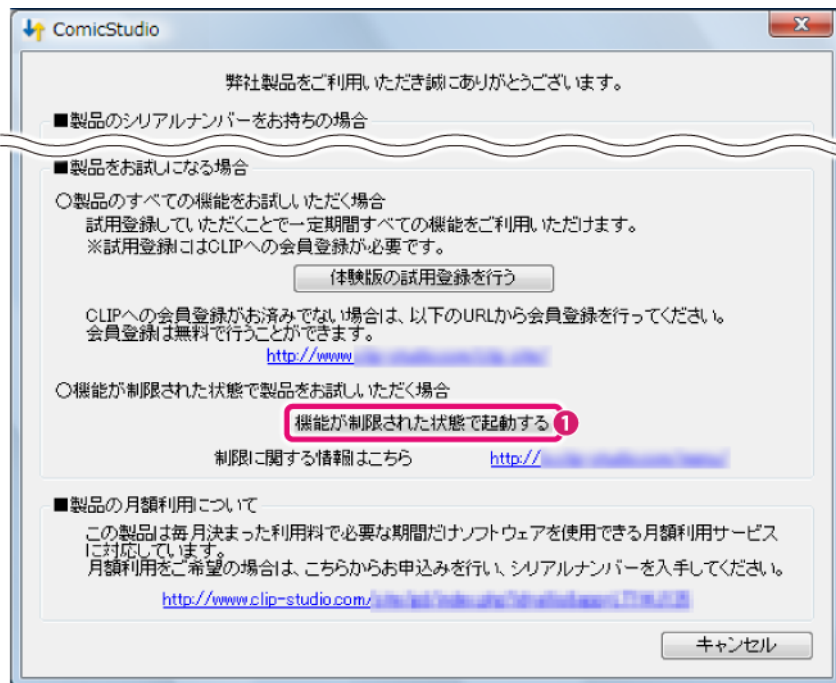 ComicStudio
弊社製品をご利用いただき誠にありがとうございます。
■製品のシリアルナンバーをお持ちの場合
■製品をお試しになる場合
○製品のすべての機能をお試しいただく場合
試用登録していただくことで一定期間すべての機能をご利用いただけます。
※試用登録にはCLIPへの会員登録が必要です。
体験版の試用登録を行う
CLIPへの会員登録がお済みでない場合は、以下のURLから会員登録を行ってください。
会員登録は無料で行うことができます。
http://www
○機能が制限された状態で製品をお試しいただく場合
機能が制限された状態で起動する 1
制限に関する情報はこちら http://
■製品の月額利用について
この製品は毎月決まった利用料で必要な期間だけソフトウェアを使用できる月額利用サービス
に対応しています。
月額利用をご希望の場合は、こちらからお申込みを行い、シリアルナンバーを入手してください。
http://www.clip-studio.com/
キャンセル